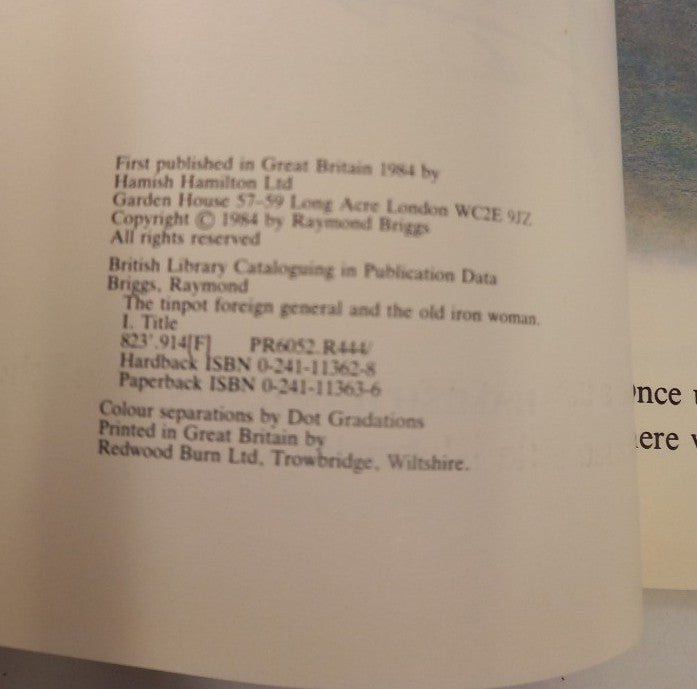 First published in Great Britain 1984 by
Hamish Hamilton Ltd
Garden House 57–59 Long Acre London WC2E 9JZ
Copyright © 1984 by Raymond Briggs
All rights reserved
British Library Cataloguing in Publication Data
Briggs, Raymond
The tinpot foreign general and the old iron woman.
1. Title
823'.914[F] PR6052.R444/
Hardback ISBN 0-241-11362-8
Paperback ISBN 0-241-11363-6
Colour separations by Dot Gradations
Printed in Great Britain by
Redwood Burn Ltd, Trowbridge, Wiltshire.